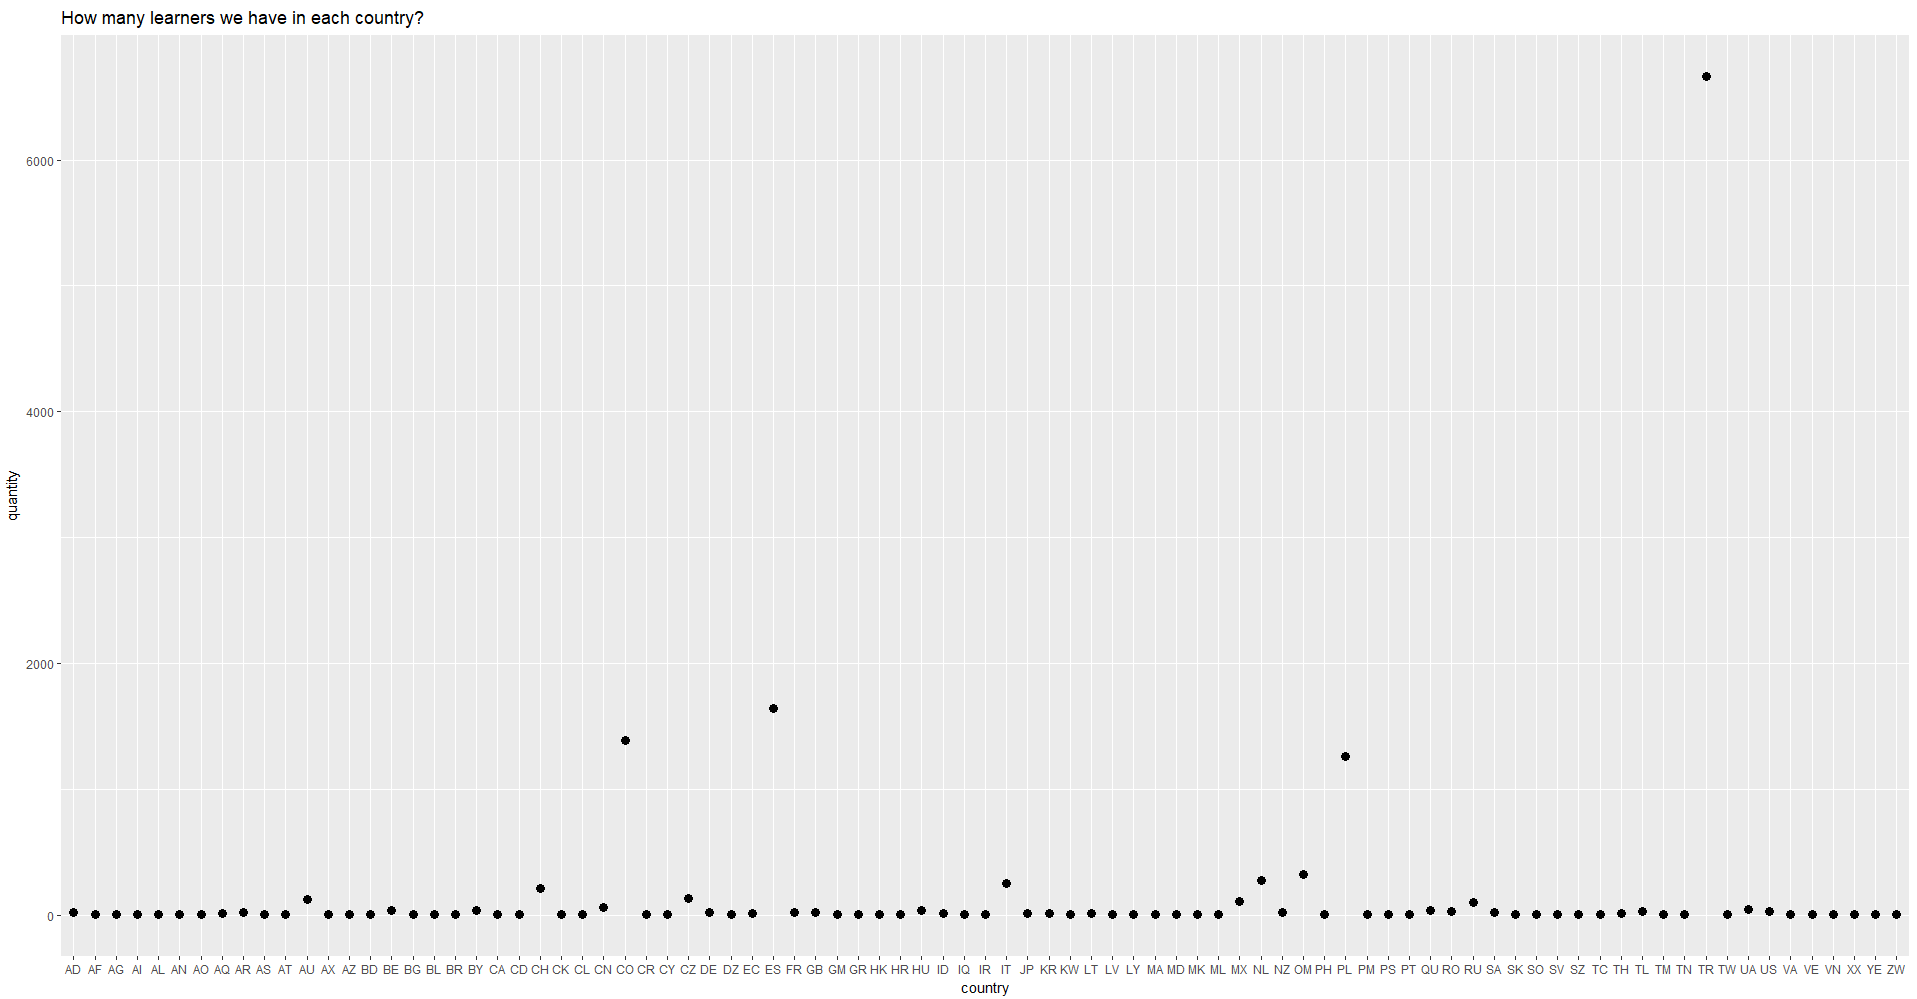 How many learners we have in each country?
6000
4000
2000
0
quantity
AD AF AG AI AL AN AO AQ AR AS AT AU AX AZ BD BE BG BL BR BY CA CD CH CK CL CN CO CR CY CZ DE DZ EC ES FR GB GM GR HK HR HU ID IQ IR IT JP KR KW LT LV LY MA MD MK ML MX NL NZ OM PH PL PM PS PT QU RO RU SA SK SO SV SZ TC TH TL TM TN TR TW UA US VA VE VN XX YE ZW
country